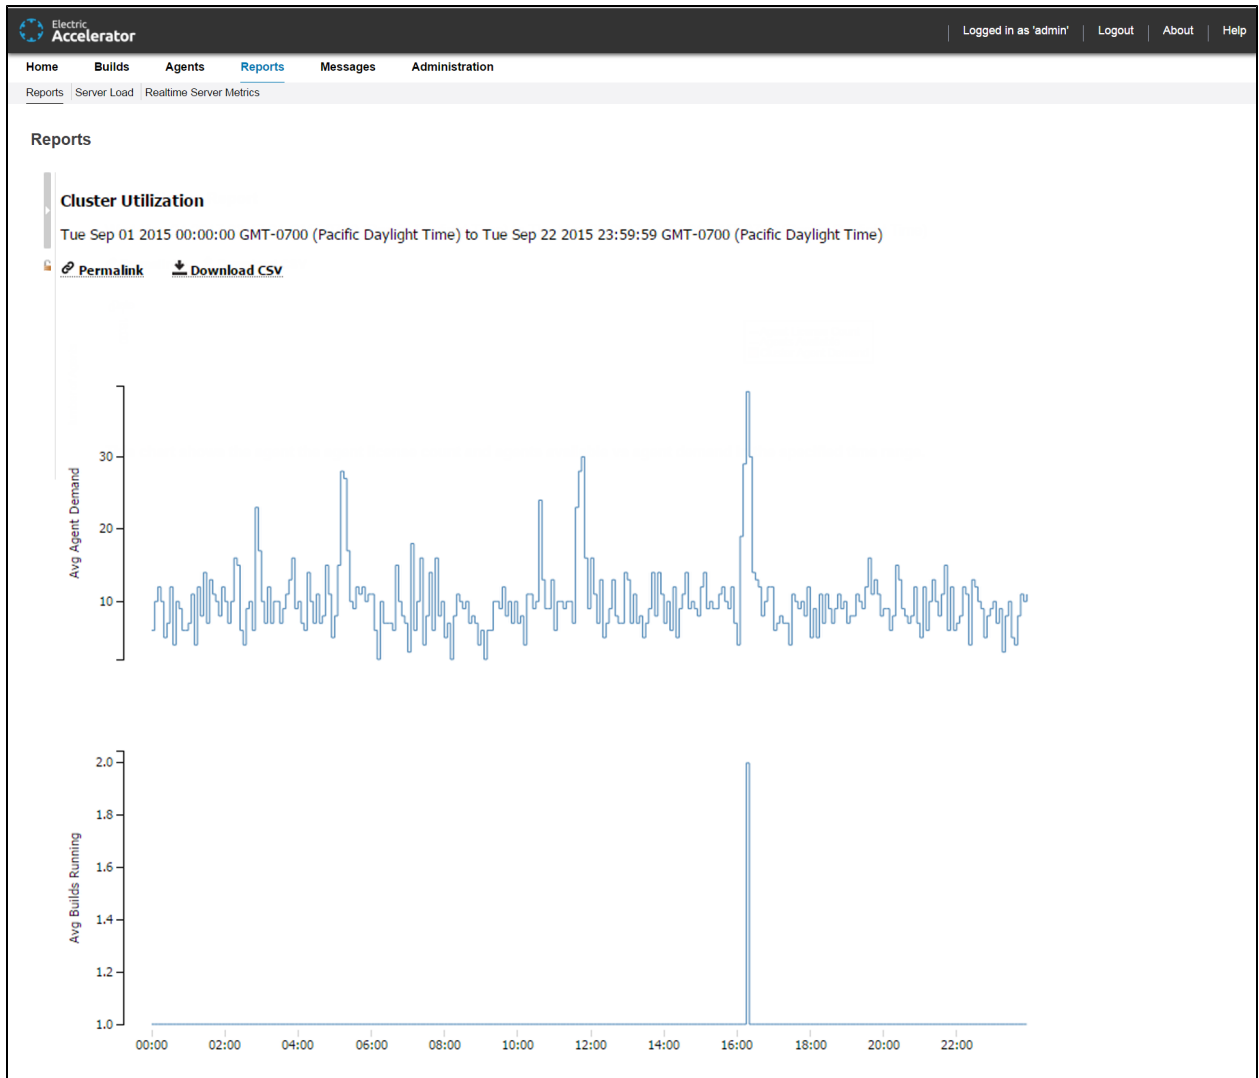 Electric
Accelerator
Logged in as 'admin' Logout About Help
Home Builds Agents Reports Messages Administration
Reports Server Load Realtime Server Metrics
Reports
Cluster Utilization
Tue Sep 01 2015 00:00:00 GMT-0700 (Pacific Daylight Time) to Tue Sep 22 2015 23:59:59 GMT-0700 (Pacific Daylight Time)
Permalink Download CSV
Avg Agent Demand
30
20
10
Avg Builds Running
2.0
1.8
1.6
1.4
1.2
1.0
00:00 02:00 04:00 06:00 08:00 10:00 12:00 14:00 16:00 18:00 20:00 22:00